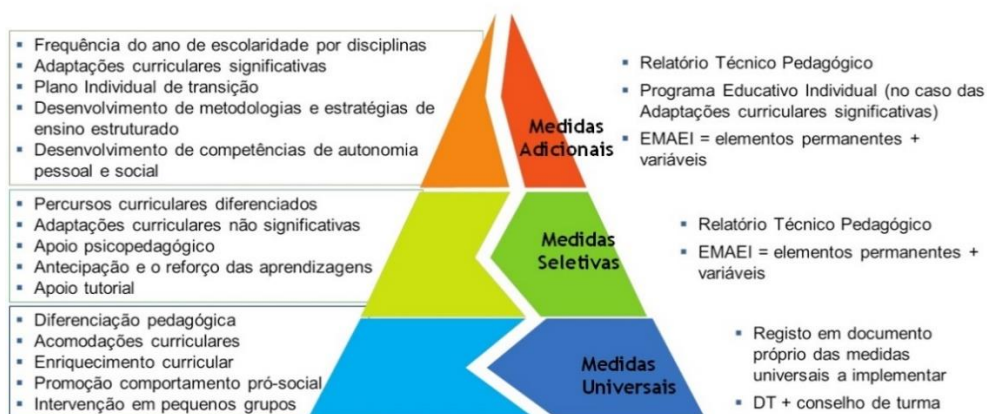 ▪ Frequência do ano de escolaridade por disciplinas
▪ Adaptações curriculares significativas
▪ Plano Individual de transição
▪ Desenvolvimento de metodologias e estratégias de
ensino estruturado
▪ Desenvolvimento de competências de autonomia
pessoal e social
Medidas
Adicionais
▪ Relatório Técnico Pedagógico
▪ Programa Educativo Individual (no caso das
Adaptações curriculares significativas)
▪ EMAEI = elementos permanentes +
variáveis
▪ Percursos curriculares diferenciados
▪ Adaptações curriculares não significativas
▪ Apoio psicopedagógico
▪ Antecipação e o reforço das aprendizagens
▪ Apoio tutorial
Medidas
Seletivas
▪ Relatório Técnico Pedagógico
▪ EMAEI = elementos permanentes +
variáveis
▪ Diferenciação pedagógica
▪ Acomodações curriculares
▪ Enriquecimento curricular
▪ Promoção comportamento pró-social
▪ Intervenção em pequenos grupos
Medidas
Universais
▪ Registo em documento
próprio das medidas
universais a implementar
▪ DT + conselho de turma